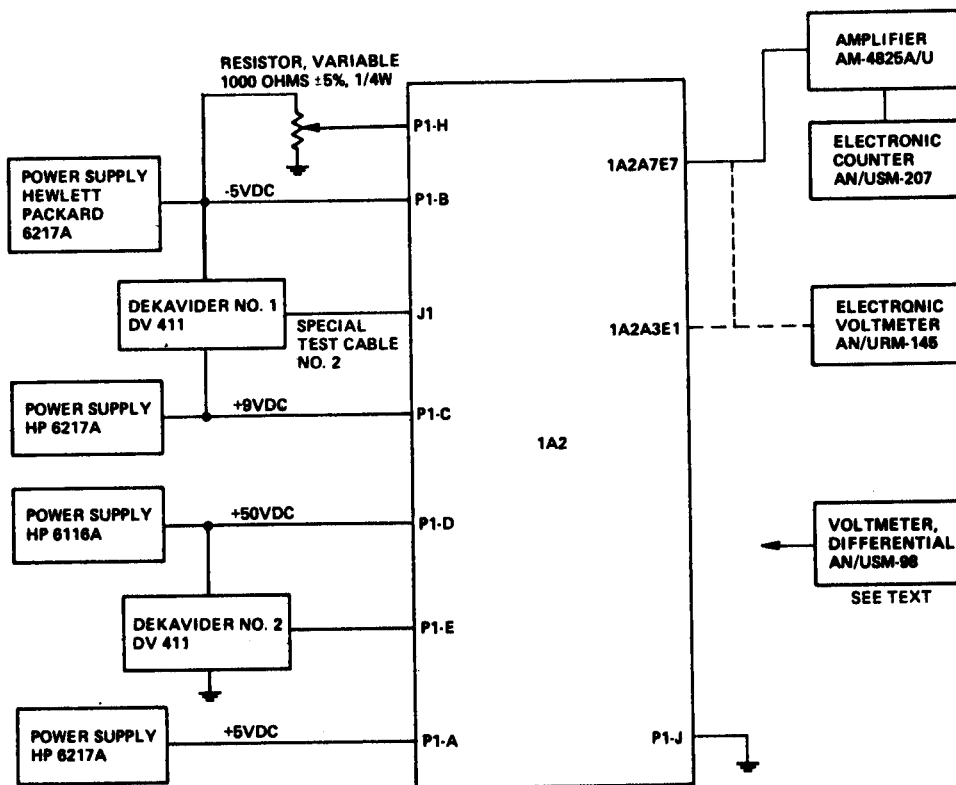 RESISTOR, VARIABLE
1000 OHMS ±5%, 1/4W
P1-H
POWER SUPPLY
HEWLETT
PACKARD
6217A
-5VDC
P1-B
DEKAVIDER NO. 1
DV 411
SPECIAL
TEST CABLE
NO. 2
J1
POWER SUPPLY
HP 6217A
+9VDC
P1-C
POWER SUPPLY
HP 6116A
+50VDC
P1-D
DEKAVIDER NO. 2
DV 411
P1-E
POWER SUPPLY
HP 6217A
+5VDC
P1-A
1A2
1A2A7E7
1A2A3E1
P1-J
AMPLIFIER
AM-4825A/U
ELECTRONIC
COUNTER
AN/USM-207
ELECTRONIC
VOLTMETER
AN/URM-145
VOLTMETER,
DIFFERENTIAL
AN/USM-98
SEE TEXT